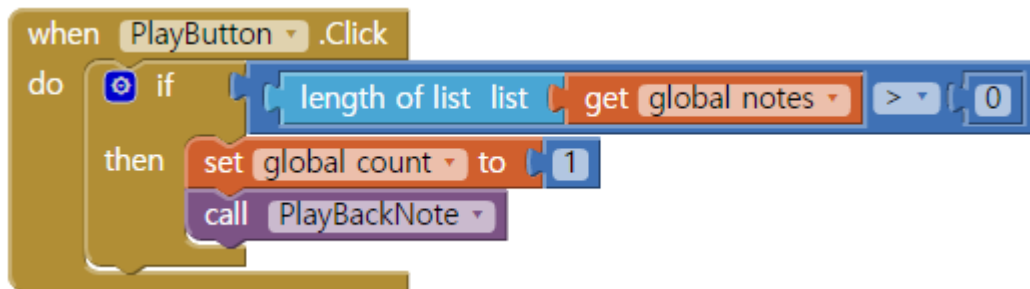 when PlayButton .Click
do if length of list list get global notes > 0
then set global count to 1
call PlayBackNote